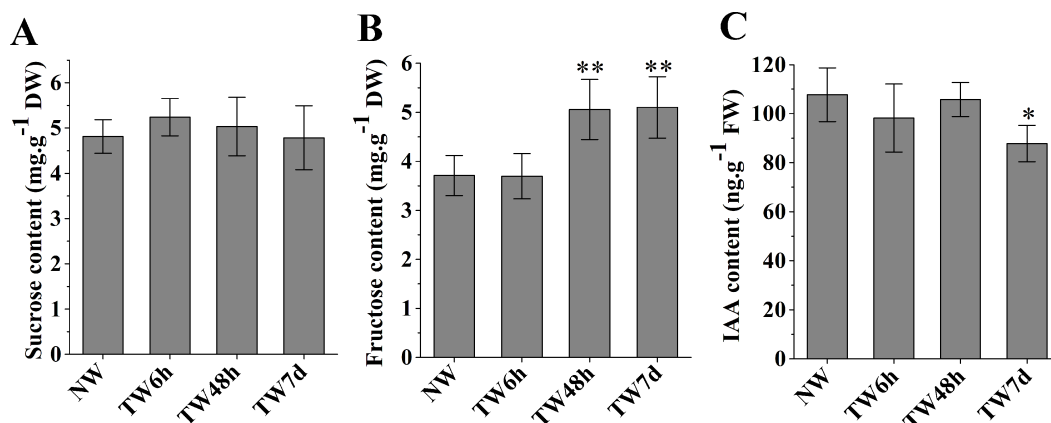 A
Sucrose content (mg.g-1 DW)
6
5
4
3
2
1
0
NW
TW6h
TW48h
TW7d
B
Fructose content (mg.g-1 DW)
6
5
4
3
2
1
0
**
**
NW
TW6h
TW48h
TW7d
C
IAA content (ng.g-1 FW)
120
100
80
60
40
20
0
*
NW
TW6h
TW48h
TW7d